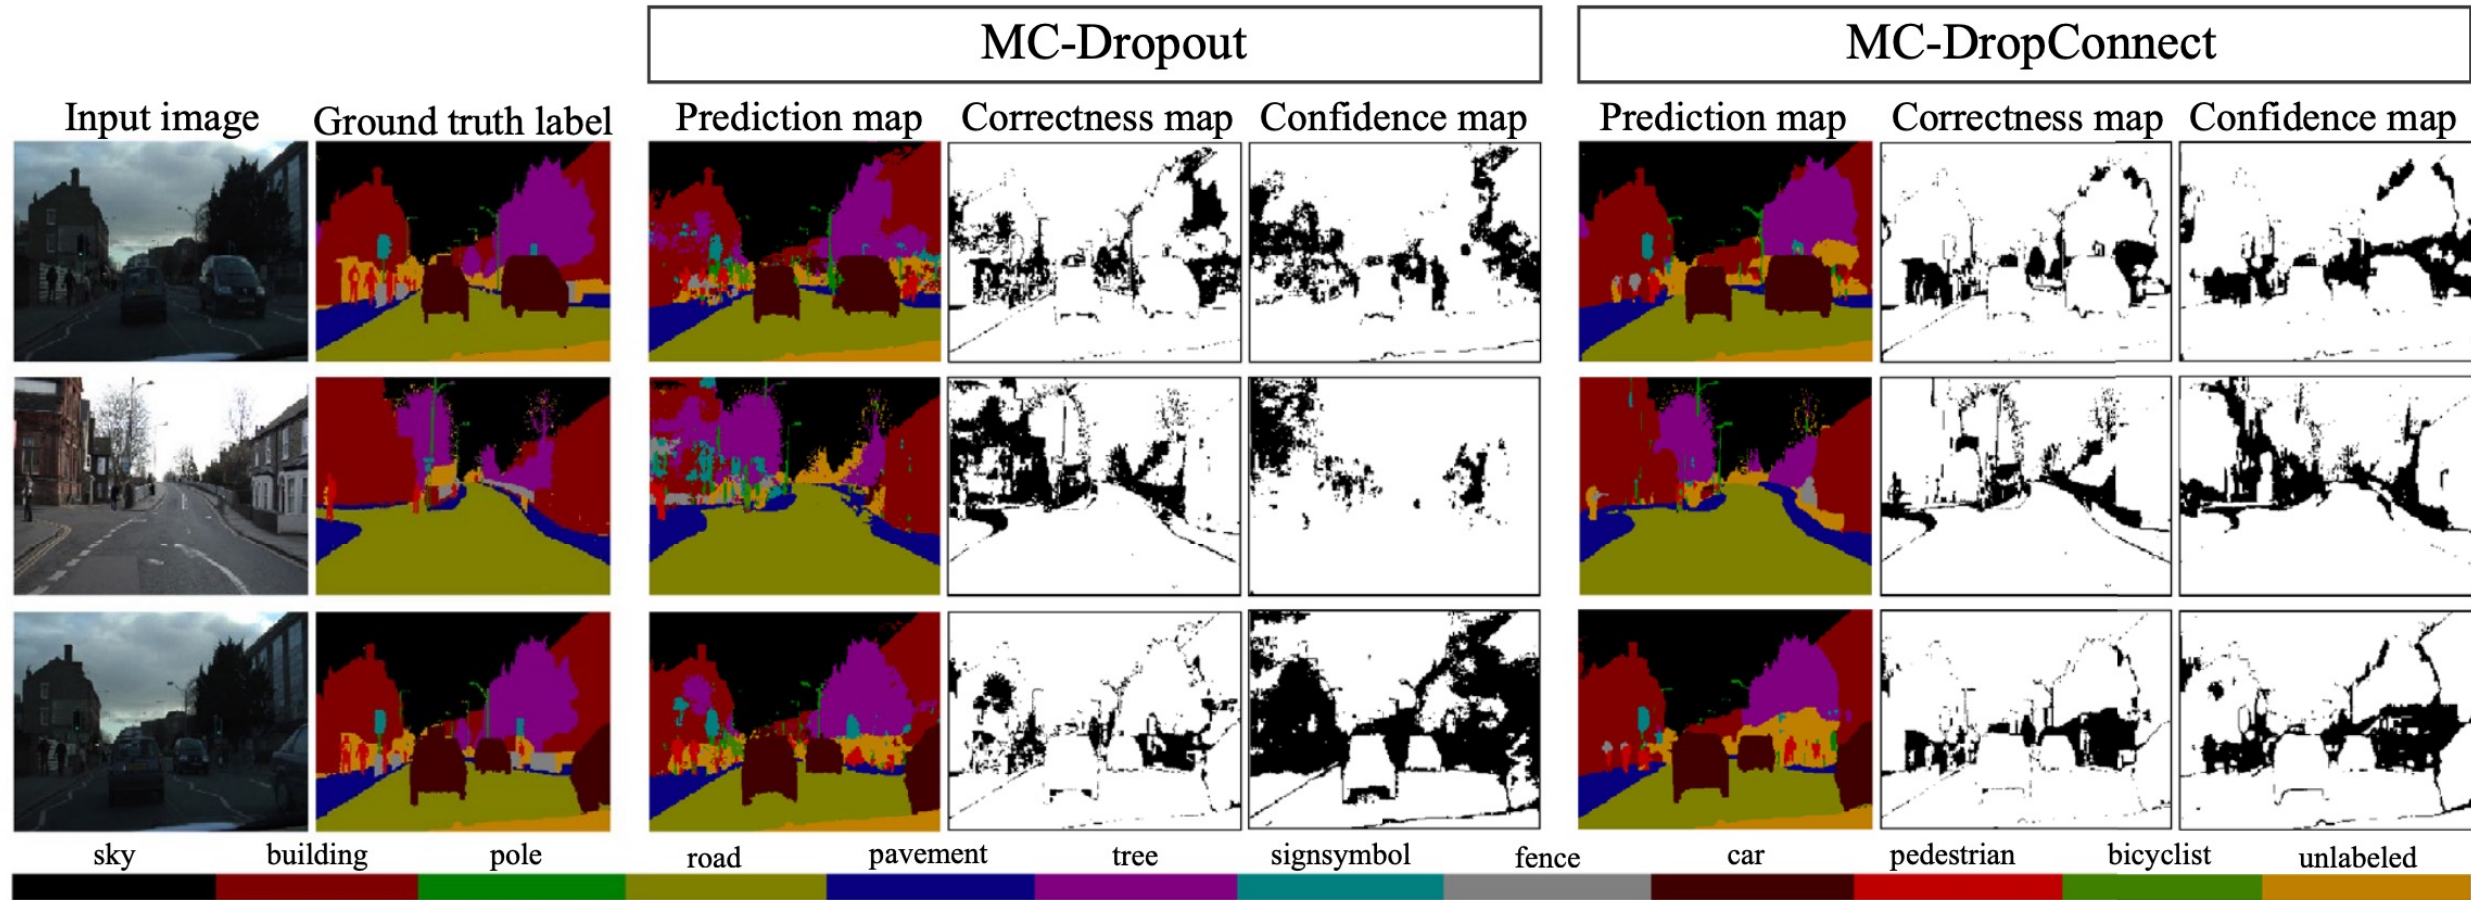 MC-Dropout
MC-DropConnect
Input image
Ground truth label
Prediction map
Correctness map
Confidence map
Prediction map
Correctness map
Confidence map
sky
building
pole
road
pavement
tree
signsymbol
fence
car
pedestrian
bicyclist
unlabeled